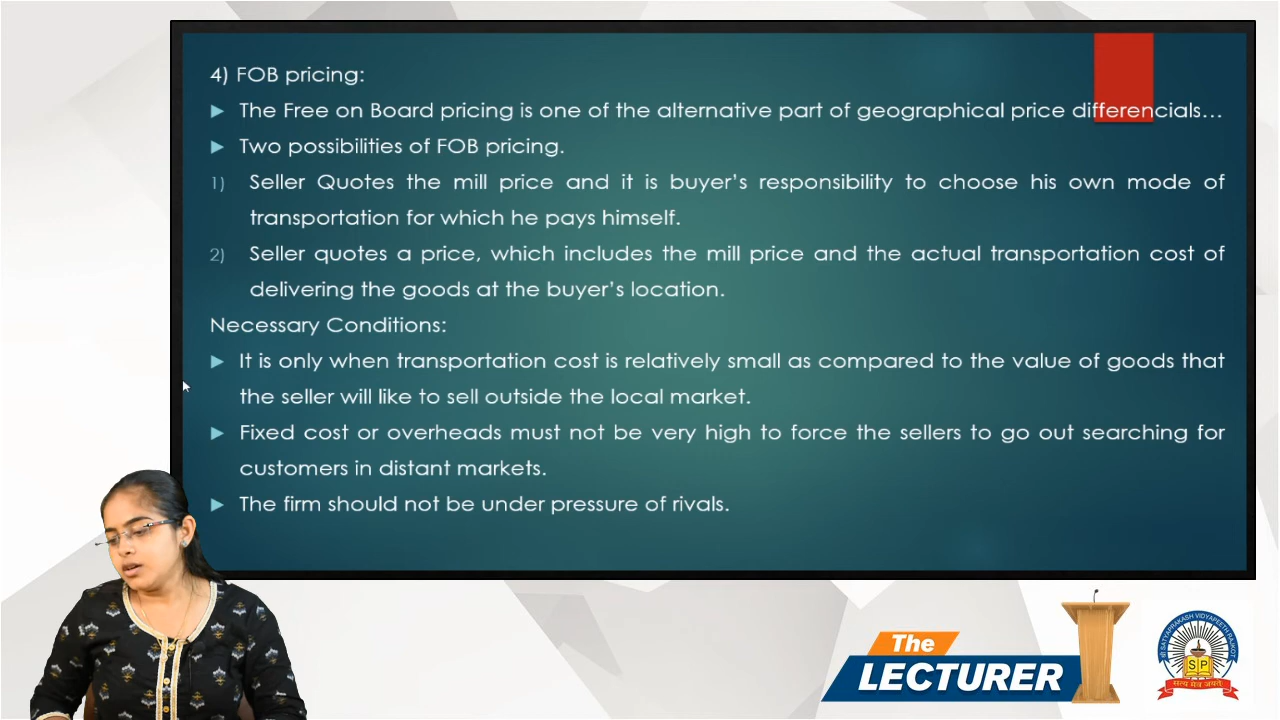 4) FOB pricing:
► The Free on Board pricing is one of the alternative part of geographical price differencials…
► Two possibilities of FOB pricing.
1) Seller Quotes the mill price and it is buyer’s responsibility to choose his own mode of
transportation for which he pays himself.
2) Seller quotes a price, which includes the mill price and the actual transportation cost of
delivering the goods at the buyer’s location.
Necessary Conditions:
► It is only when transportation cost is relatively small as compared to the value of goods that
the seller will like to sell outside the local market.
► Fixed cost or overheads must not be very high to force the sellers to go out searching for
customers in distant markets.
► The firm should not be under pressure of rivals.
The
LECTURER
SATYAPRAKASH VIDYAPEETH RAJKOT
S P
सत्य मेव जयते